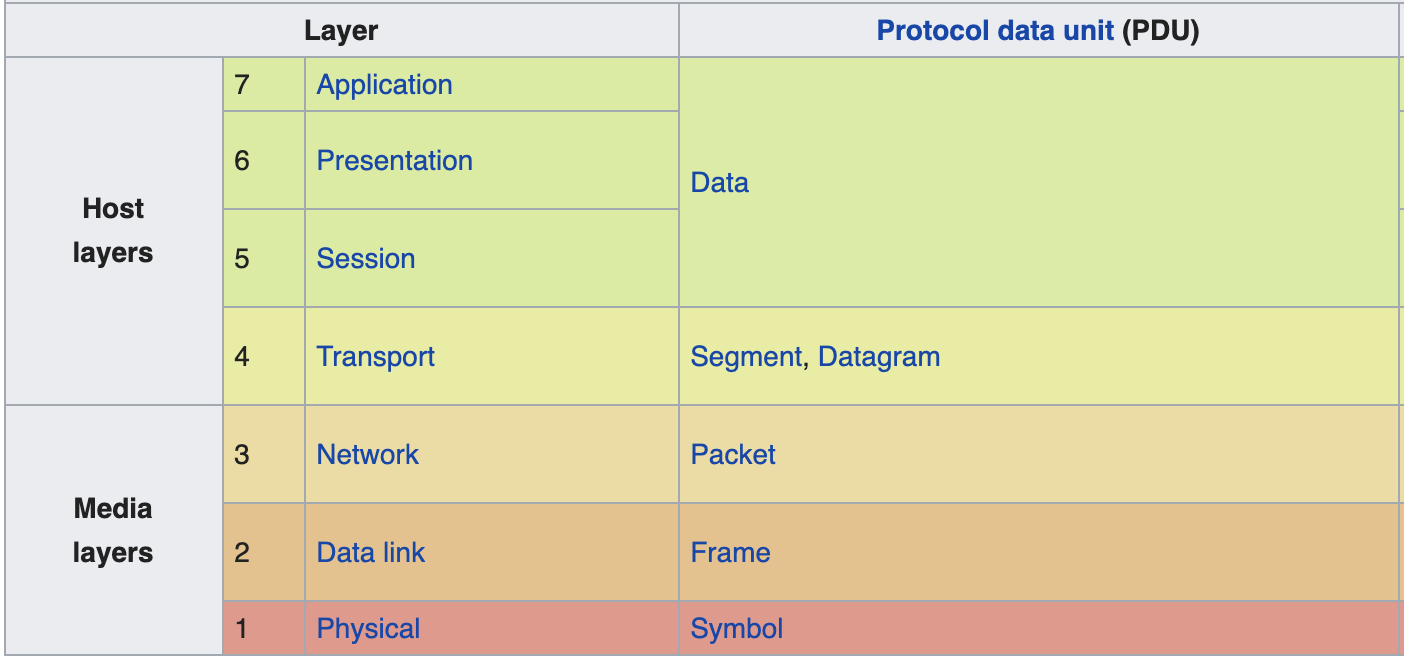 Layer Protocol data unit (PDU)
Host
layers
7 Application
Data
6 Presentation
5 Session
4 Transport Segment, Datagram
Media
layers
3 Network Packet
2 Data link Frame
1 Physical Symbol